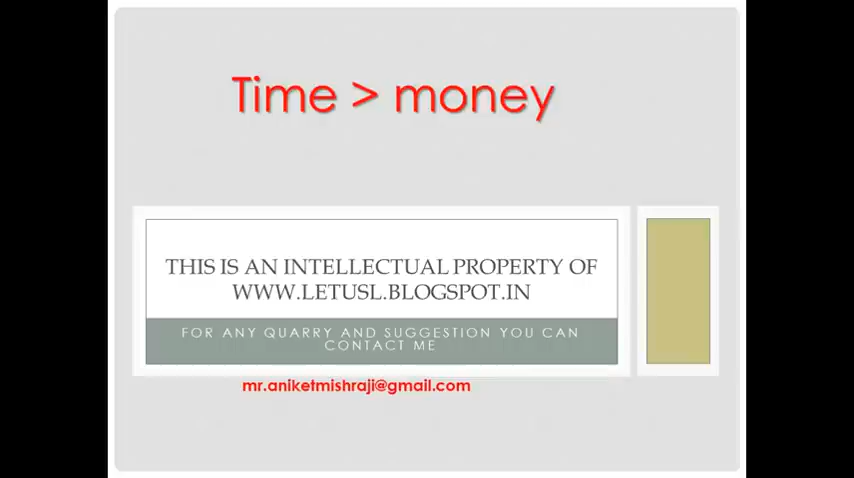 Time > money
THIS IS AN INTELLECTUAL PROPERTY OF
WWW.LETUSL.BLOGSPOT.IN
FOR ANY QUARRY AND SUGGESTION YOU CAN
CONTACT ME
mr.aniketmishraji@gmail.com